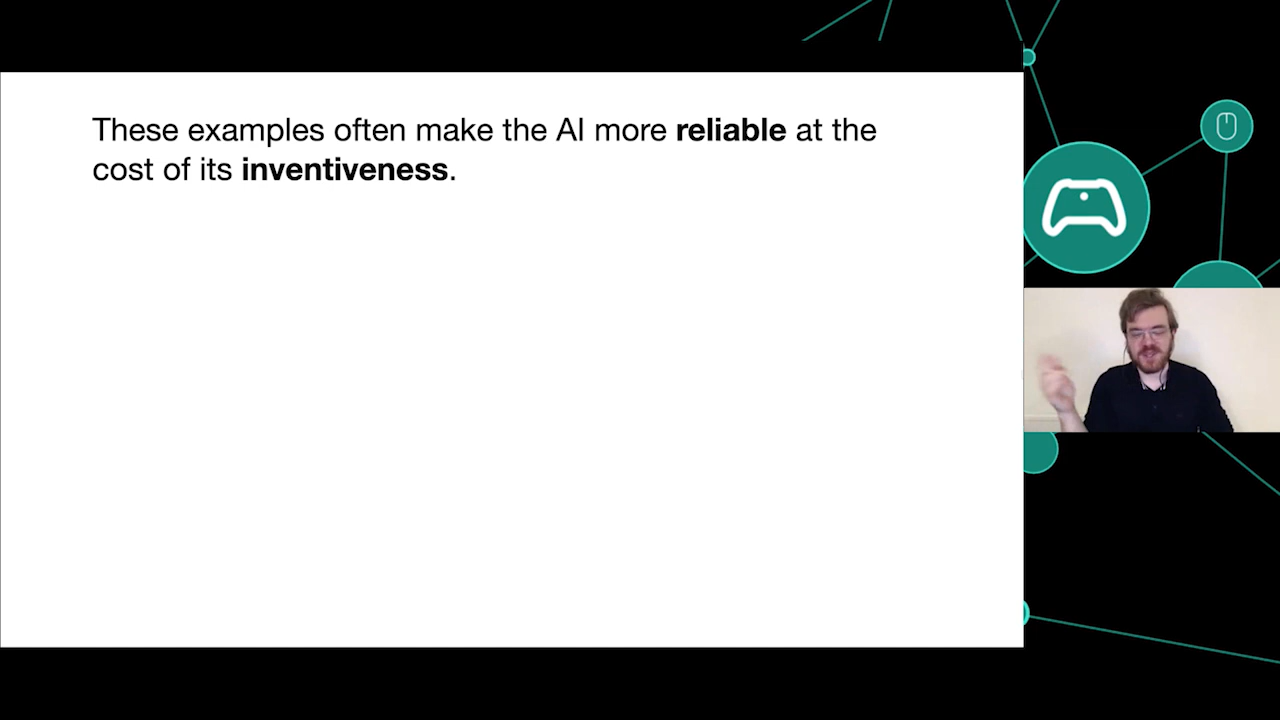 These examples often make the AI more reliable at the
cost of its inventiveness.